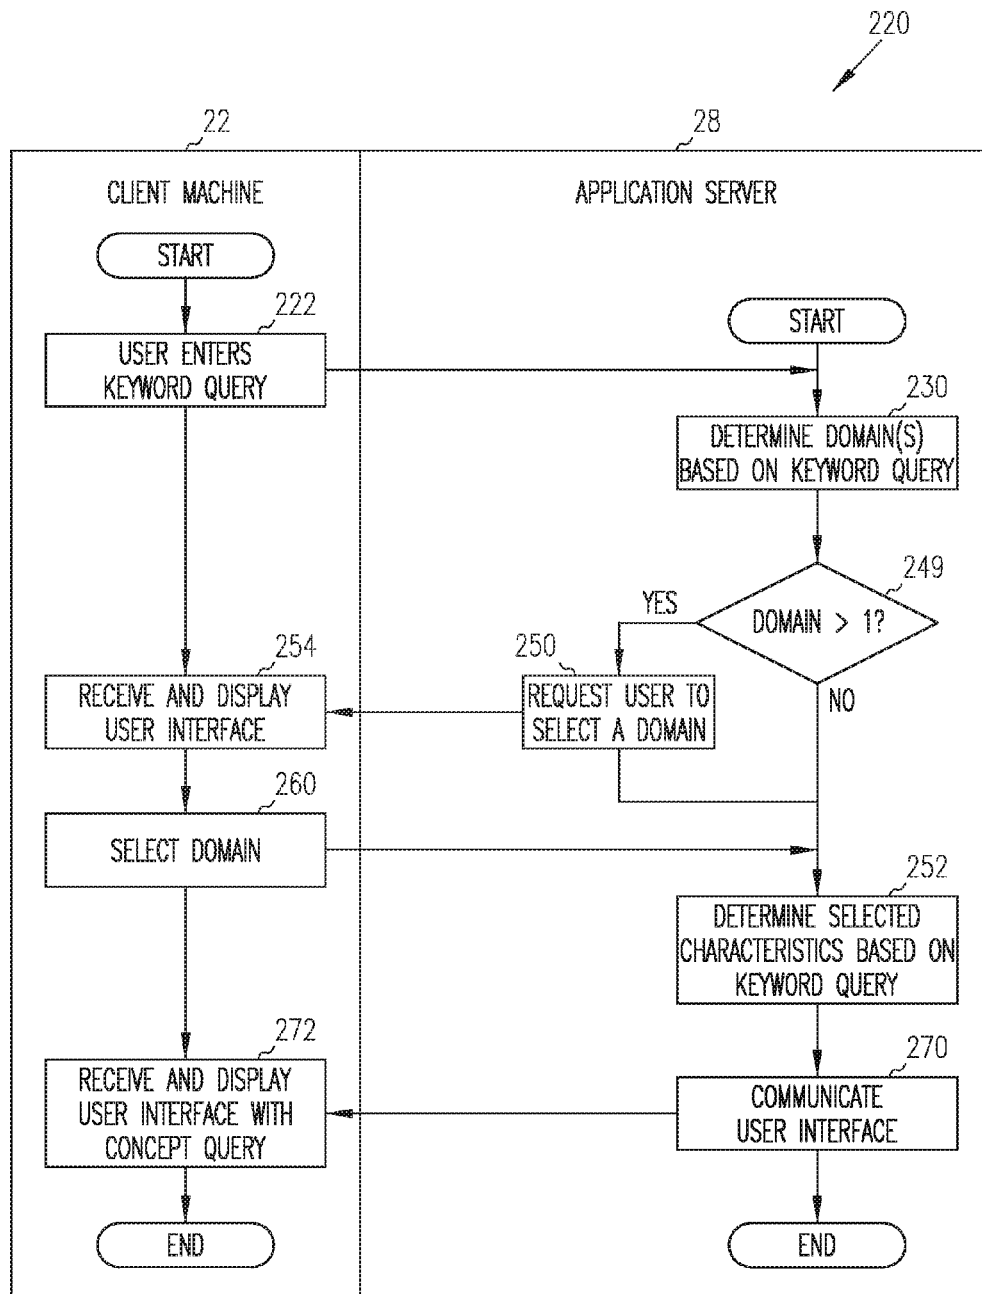 220
22
28
CLIENT MACHINE
APPLICATION SERVER
START
222
USER ENTERS
KEYWORD QUERY
START
230
DETERMINE DOMAIN(S)
BASED ON KEYWORD QUERY
249
DOMAIN > 1?
YES
NO
250
REQUEST USER TO
SELECT A DOMAIN
254
RECEIVE AND DISPLAY
USER INTERFACE
260
SELECT DOMAIN
252
DETERMINE SELECTED
CHARACTERISTICS BASED ON
KEYWORD QUERY
272
RECEIVE AND DISPLAY
USER INTERFACE WITH
CONCEPT QUERY
270
COMMUNICATE
USER INTERFACE
END
END